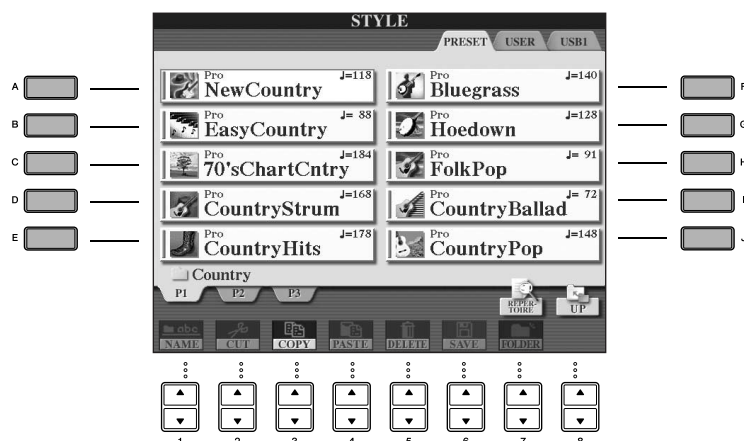 STYLE
PRESET USER USB1
A
Pro ♩=118
NewCountry
Pro ♩=140
Bluegrass
F
B
Pro ♩= 88
EasyCountry
Pro ♩=128
Hoedown
G
C
Pro ♩=184
70'sChartCntry
Pro ♩= 91
FolkPop
H
D
Pro ♩=168
CountryStrum
Pro ♩= 72
CountryBallad
I
E
Pro ♩=178
CountryHits
Pro ♩=148
CountryPop
J
Country
P1 P2 P3
REPER-
TOIRE
UP
abc
NAME CUT COPY PASTE DELETE SAVE FOLDER
1 2 3 4 5 6 7 8